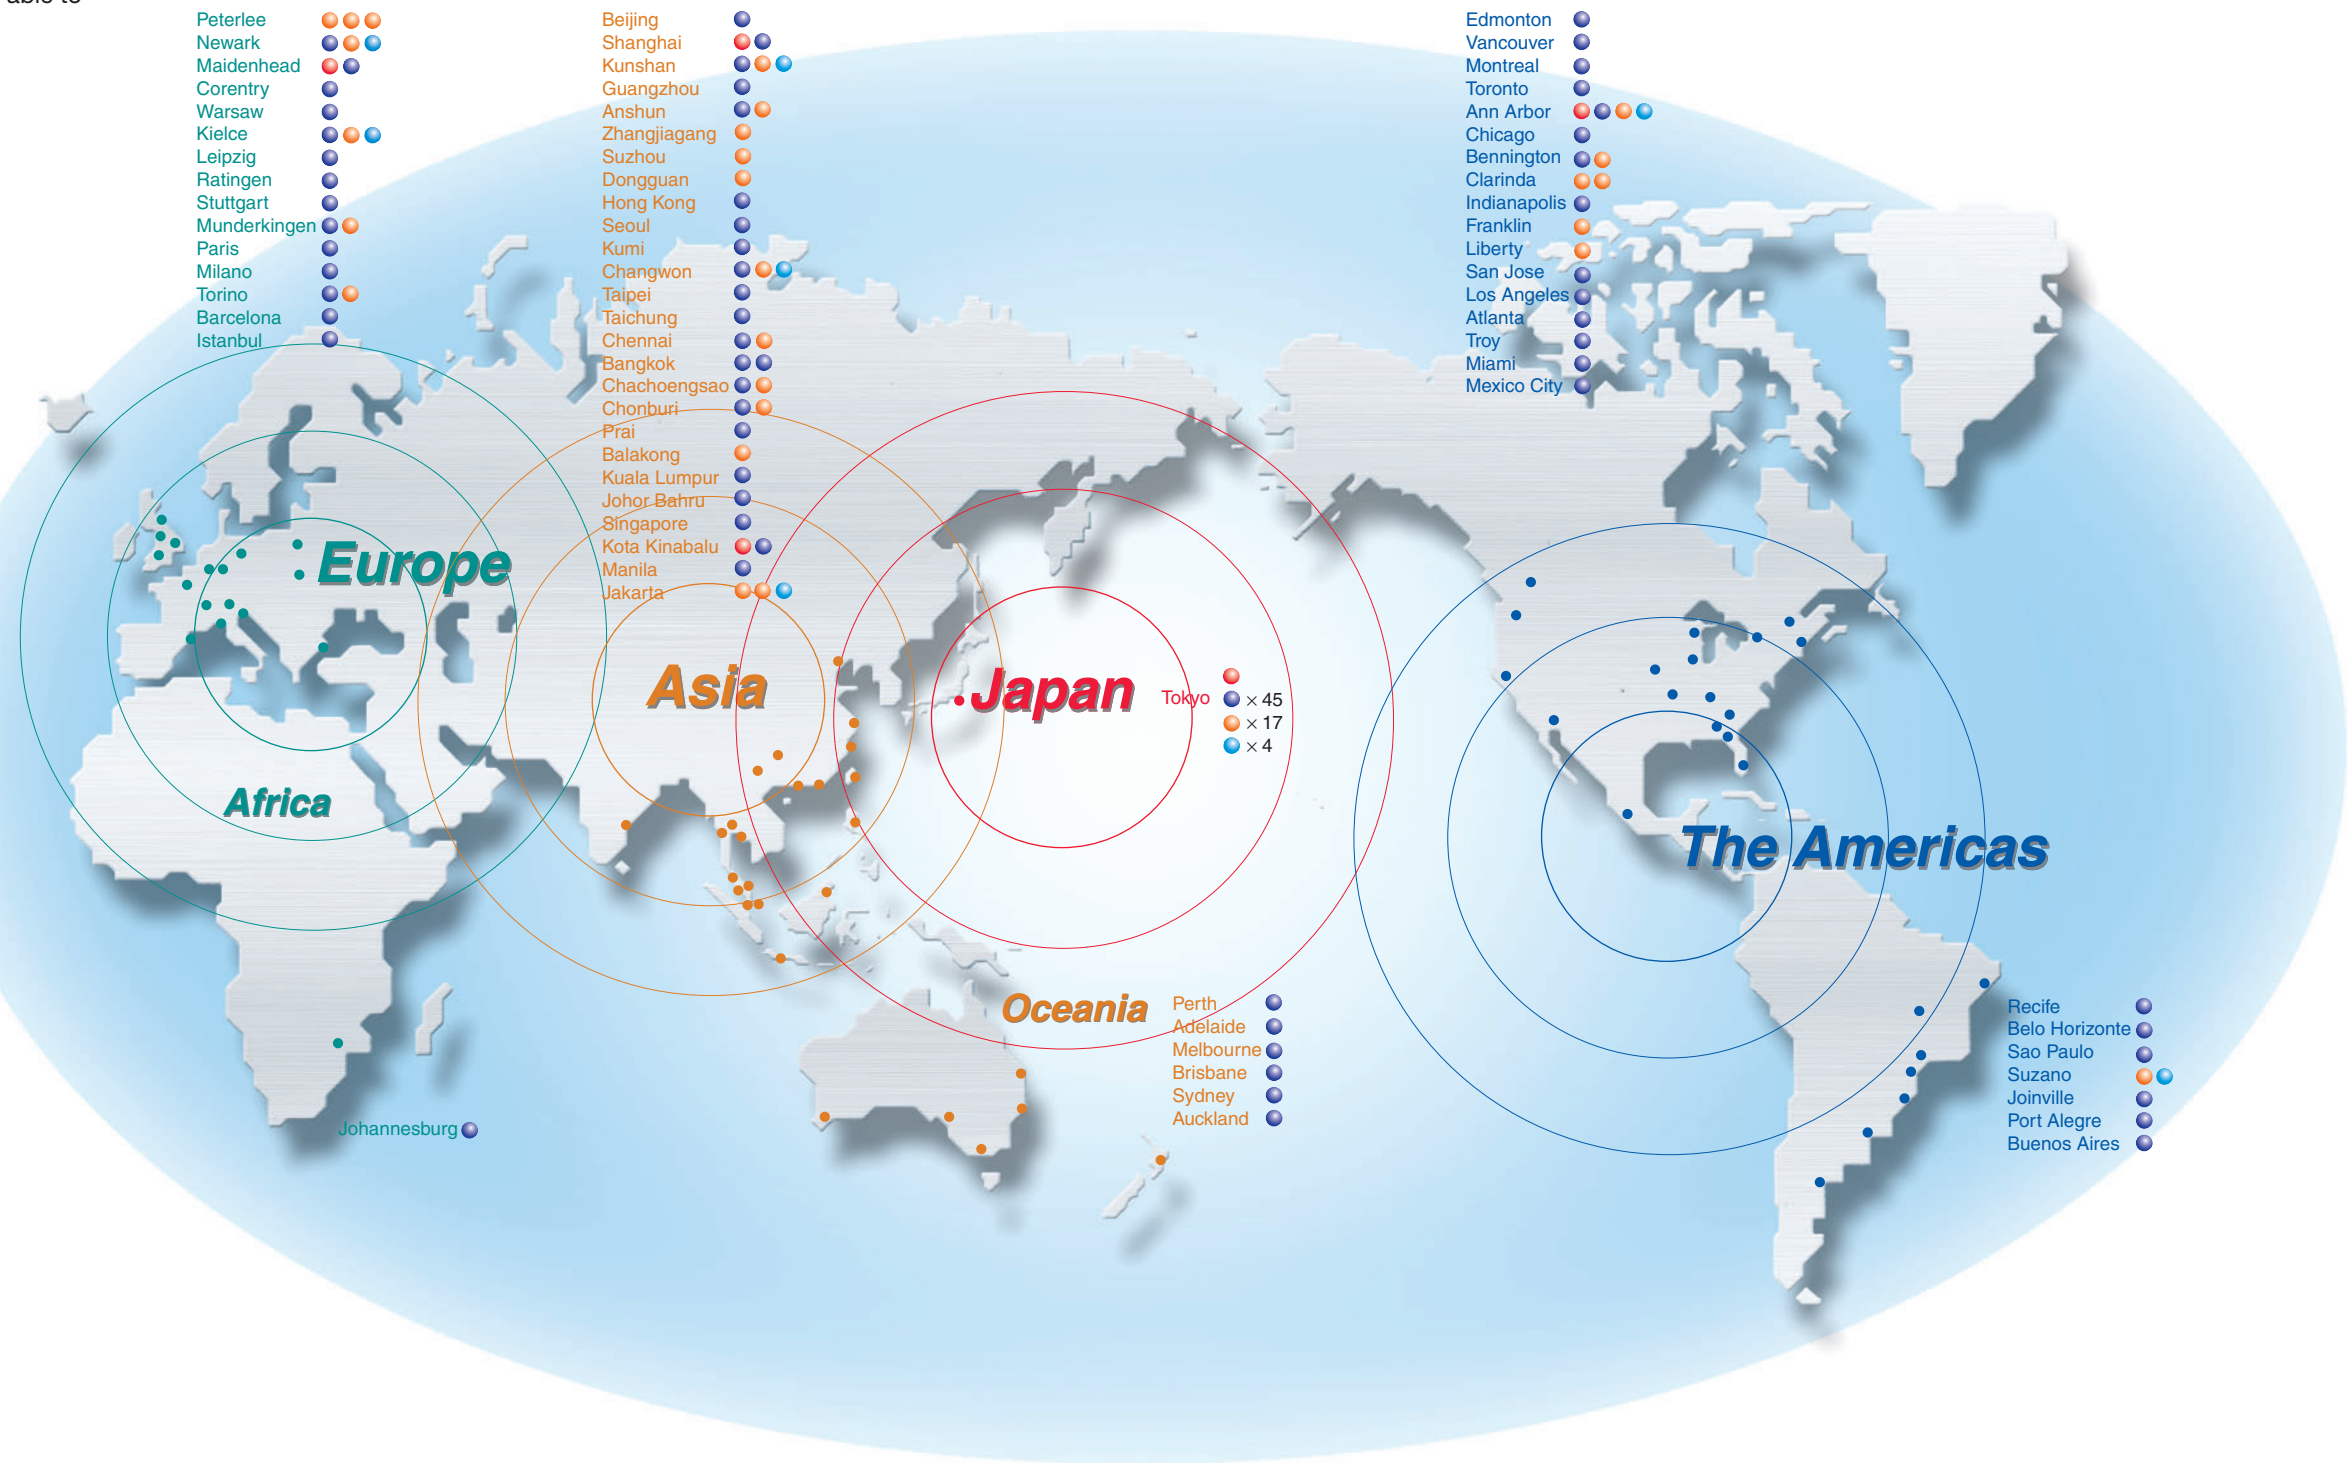 able to
Peterlee
Newark
Maidenhead
Corentry
Warsaw
Kielce
Leipzig
Ratingen
Stuttgart
Munderkingen
Paris
Milano
Torino
Barcelona
Istanbul
Beijing
Shanghai
Kunshan
Guangzhou
Anshun
Zhangjiagang
Suzhou
Dongguan
Hong Kong
Seoul
Kumi
Changwon
Taipei
Taichung
Chennai
Bangkok
Chachoengsao
Chonburi
Prai
Balakong
Kuala Lumpur
Johor Bahru
Singapore
Kota Kinabalu
Manila
Jakarta
Edmonton
Vancouver
Montreal
Toronto
Ann Arbor
Chicago
Bennington
Clarinda
Indianapolis
Franklin
Liberty
San Jose
Los Angeles
Atlanta
Troy
Miami
Mexico City
Europe
Africa
Asia
Japan
Tokyo
× 45
× 17
× 4
The Americas
Oceania
Perth
Adelaide
Melbourne
Brisbane
Sydney
Auckland
Johannesburg
Recife
Belo Horizonte
Sao Paulo
Suzano
Joinville
Port Alegre
Buenos Aires